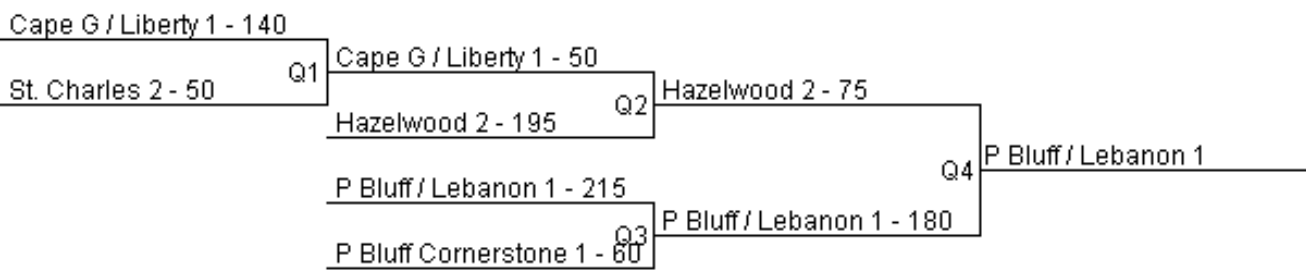 Cape G / Liberty 1 - 140
Q1
St. Charles 2 - 50
Cape G / Liberty 1 - 50
Q2
Hazelwood 2 - 195
Hazelwood 2 - 75
P Bluff / Lebanon 1 - 215
Q3
P Bluff Cornerstone 1 - 60
P Bluff / Lebanon 1 - 180
Q4
P Bluff / Lebanon 1